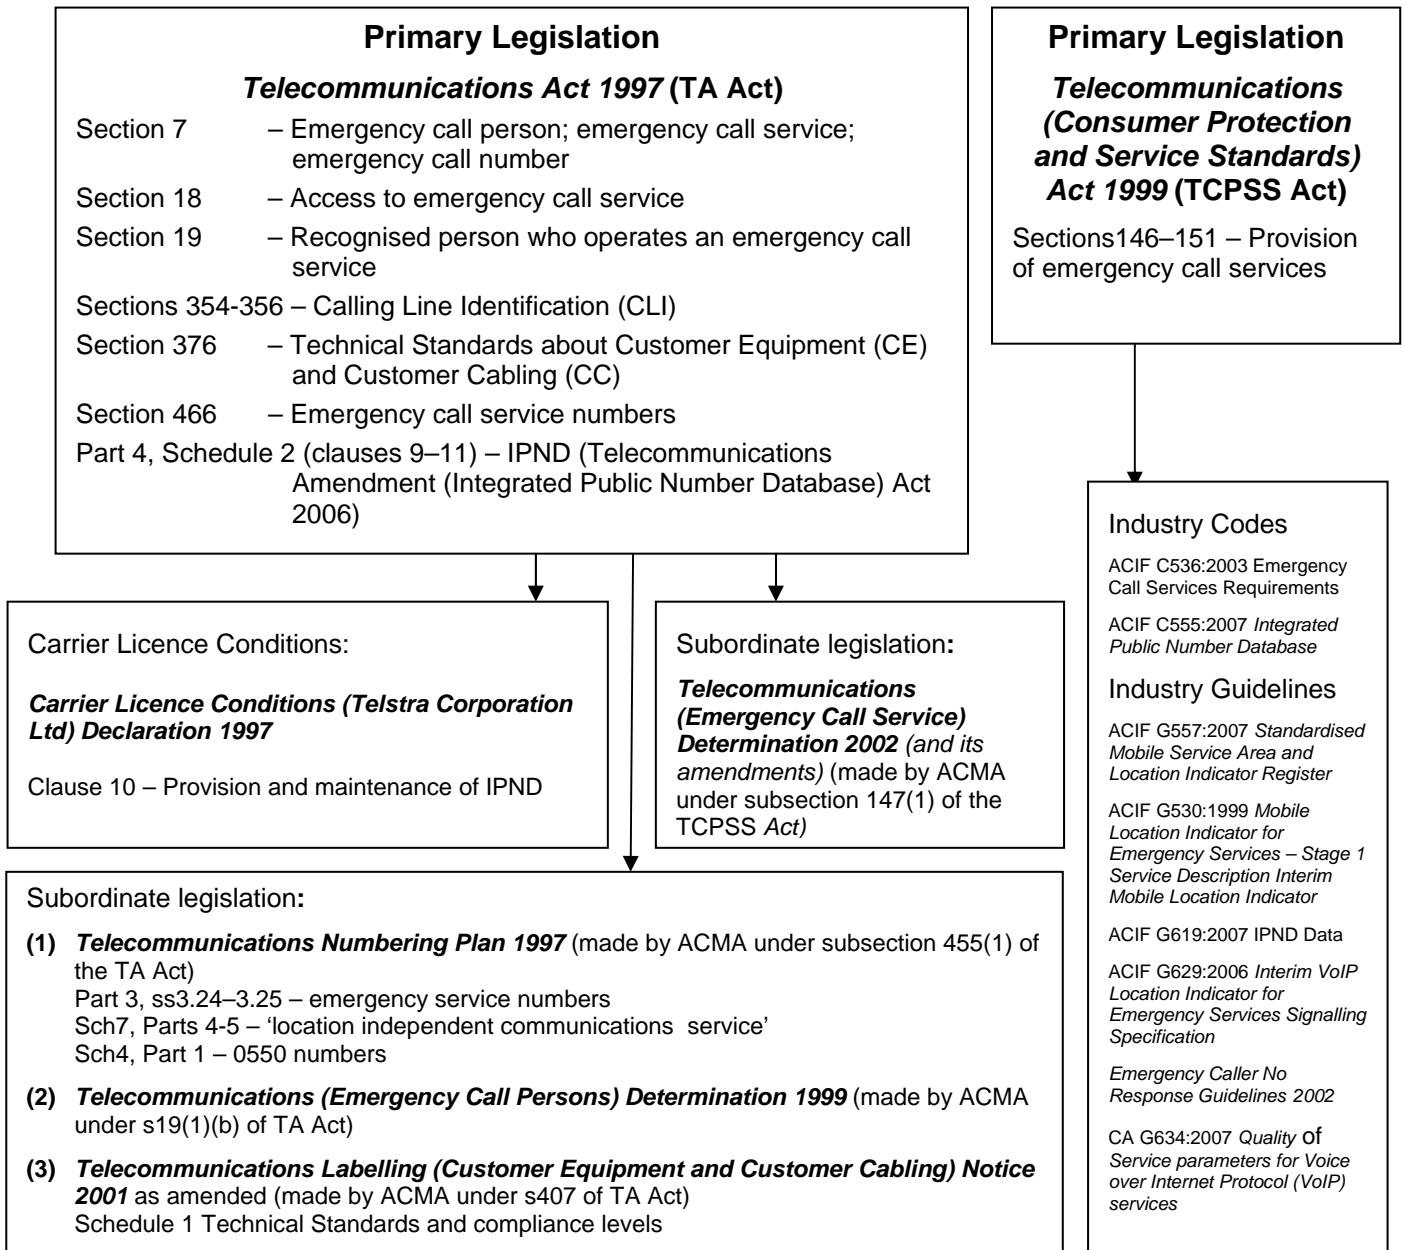 Primary Legislation
Telecommunications Act 1997 (TA Act)
Section 7 – Emergency call person; emergency call service;
emergency call number
Section 18 – Access to emergency call service
Section 19 – Recognised person who operates an emergency call
service
Sections 354-356 – Calling Line Identification (CLI)
Section 376 – Technical Standards about Customer Equipment (CE)
and Customer Cabling (CC)
Section 466 – Emergency call service numbers
Part 4, Schedule 2 (clauses 9–11) – IPND (Telecommunications
Amendment (Integrated Public Number Database) Act
2006)
Primary Legislation
Telecommunications
(Consumer Protection
and Service Standards)
Act 1999 (TCPSS Act)
Sections146–151 – Provision
of emergency call services
Carrier Licence Conditions:
Carrier Licence Conditions (Telstra Corporation
Ltd) Declaration 1997
Clause 10 – Provision and maintenance of IPND
Subordinate legislation:
Telecommunications
(Emergency Call Service)
Determination 2002 (and its
amendments) (made by ACMA
under subsection 147(1) of the
TCPSS Act)
Subordinate legislation:
(1) Telecommunications Numbering Plan 1997 (made by ACMA under subsection 455(1) of
the TA Act)
Part 3, ss3.24–3.25 – emergency service numbers
Sch7, Parts 4-5 – ‘location independent communications service’
Sch4, Part 1 – 0550 numbers
(2) Telecommunications (Emergency Call Persons) Determination 1999 (made by ACMA
under s19(1)(b) of TA Act)
(3) Telecommunications Labelling (Customer Equipment and Customer Cabling) Notice
2001 as amended (made by ACMA under s407 of TA Act)
Schedule 1 Technical Standards and compliance levels
Industry Codes
ACIF C536:2003 Emergency
Call Services Requirements
ACIF C555:2007 Integrated
Public Number Database
Industry Guidelines
ACIF G557:2007 Standardised
Mobile Service Area and
Location Indicator Register
ACIF G530:1999 Mobile
Location Indicator for
Emergency Services – Stage 1
Service Description Interim
Mobile Location Indicator
ACIF G619:2007 IPND Data
ACIF G629:2006 Interim VoIP
Location Indicator for
Emergency Services Signalling
Specification
Emergency Caller No
Response Guidelines 2002
CA G634:2007 Quality of
Service parameters for Voice
over Internet Protocol (VoIP)
services